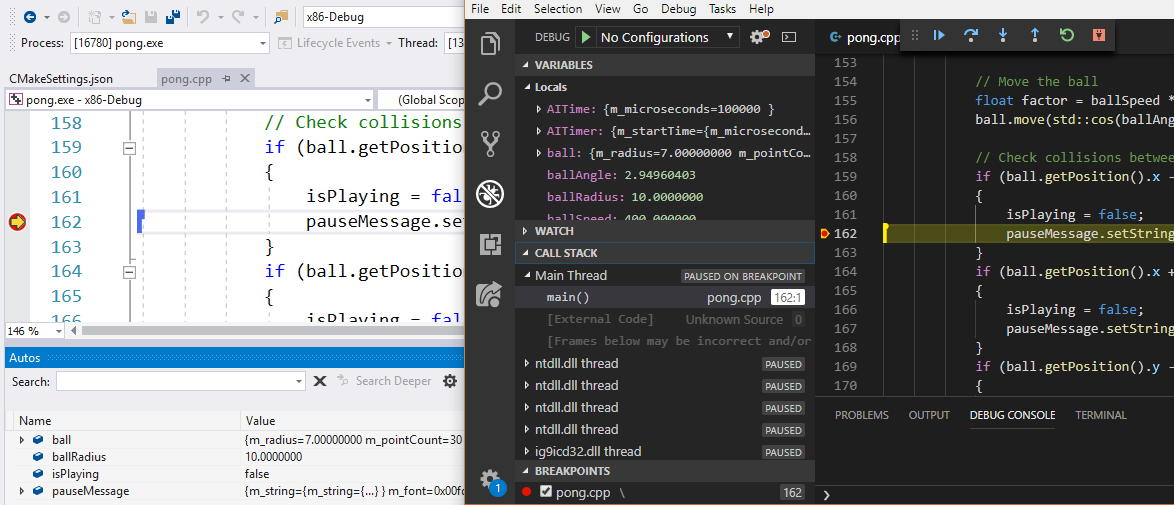 x86-Debug
Process: [16780] pong.exe Lifecycle Events Thread: [13
CMakeSettings.json pong.cpp
pong.exe - x86-Debug (Global Scop
158 // Check collisions
159 if (ball.getPosition
160 {
161 isPlaying = fal
162 pauseMessage.set
163 }
164 if (ball.getPosition
165 {
isPlaying = fal
146 %
Autos
Search: Search Deeper
Name Value
ball {m_radius=7.00000000 m_pointCount=30
ballRadius 10.0000000
isPlaying false
pauseMessage {m_string={m_string={...} } m_font=0x00fd
File Edit Selection View Go Debug Tasks Help
DEBUG No Configurations
VARIABLES
Locals
AITime: {m_microseconds=100000 }
AITimer: {m_startTime={m_microsecond…
ball: {m_radius=7.00000000 m_pointCo…
ballAngle: 2.94960403
ballRadius: 10.0000000
ballSpeed: 400.000000
WATCH
CALL STACK
Main Thread PAUSED ON BREAKPOINT
main() pong.cpp 162:1
[External Code] Unknown Source 0
[Frames below may be incorrect and/or
ntdll.dll thread PAUSED
ntdll.dll thread PAUSED
ntdll.dll thread PAUSED
ntdll.dll thread PAUSED
ig9icd32.dll thread PAUSED
BREAKPOINTS
pong.cpp \ 162
1
pong.cpp
153
154 // Move the ball
155 float factor = ballSpeed *
156 ball.move(std::cos(ballAng
157
158 // Check collisions betwee
159 if (ball.getPosition().x -
160 {
161 isPlaying = false;
162 pauseMessage.setString
163 }
164 if (ball.getPosition().x +
165 {
166 isPlaying = false;
167 pauseMessage.setString
168 }
169 if (ball.getPosition().y -
170 {
PROBLEMS OUTPUT DEBUG CONSOLE TERMINAL
❯